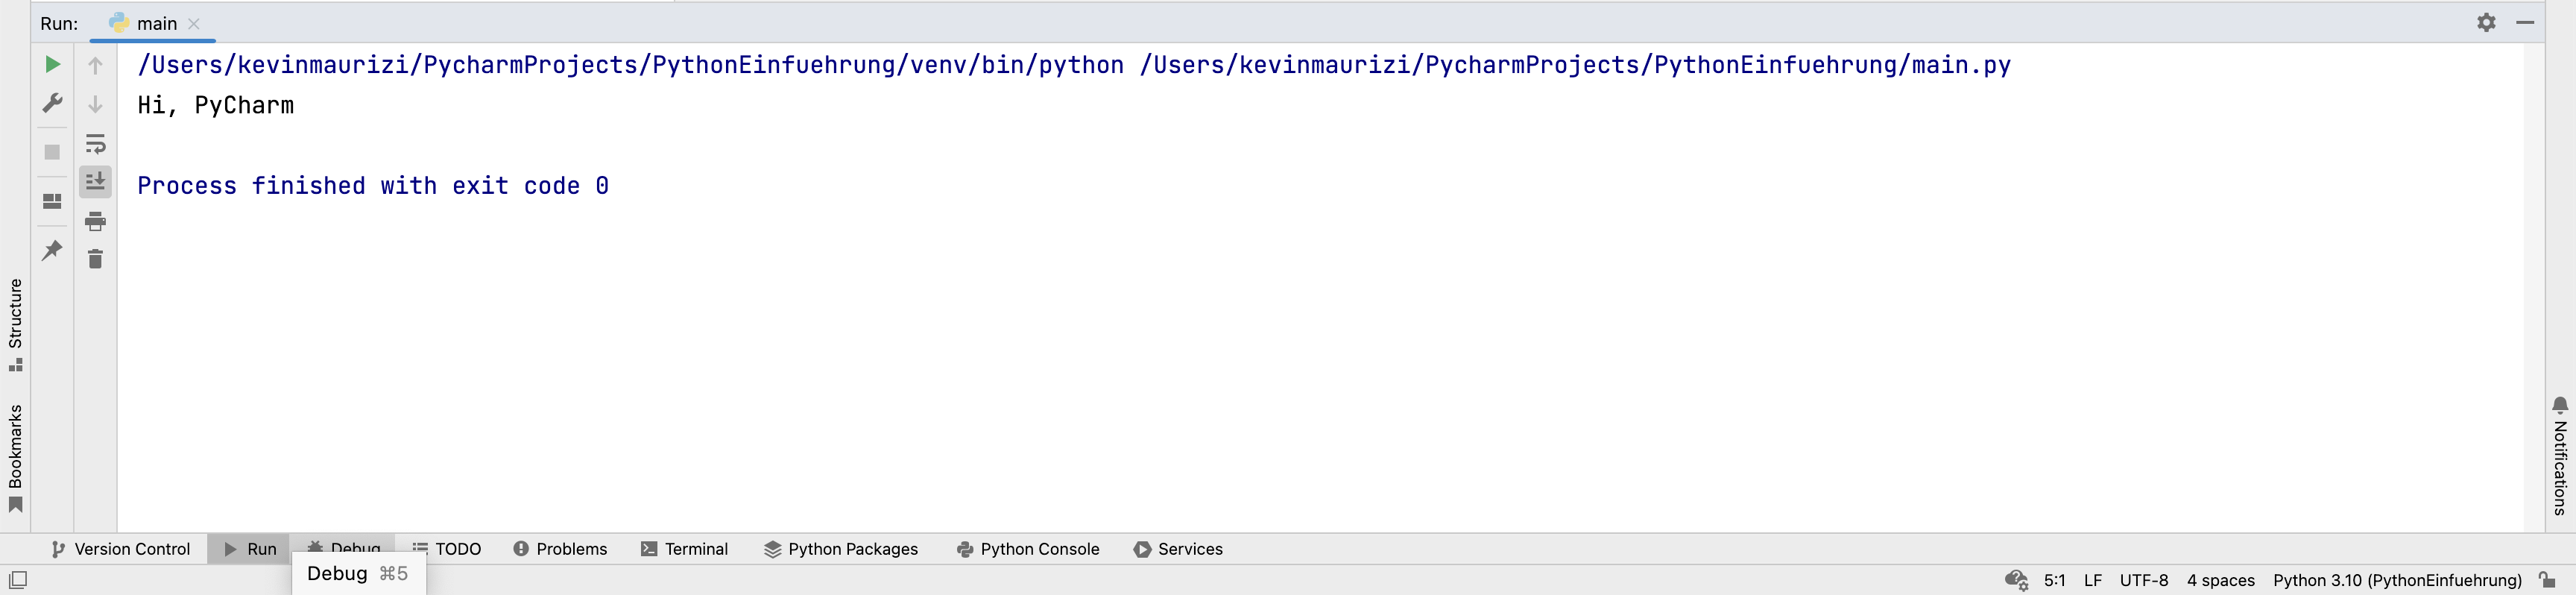 Run: main
/Users/kevinmaurizi/PycharmProjects/PythonEinfuehrung/venv/bin/python /Users/kevinmaurizi/PycharmProjects/PythonEinfuehrung/main.py
Hi, PyCharm
Process finished with exit code 0
Structure
Bookmarks
Notifications
Version Control Run Debug TODO Problems Terminal Python Packages Python Console Services
Debug ⌘5
5:1 LF UTF-8 4 spaces Python 3.10 (PythonEinfuehrung)